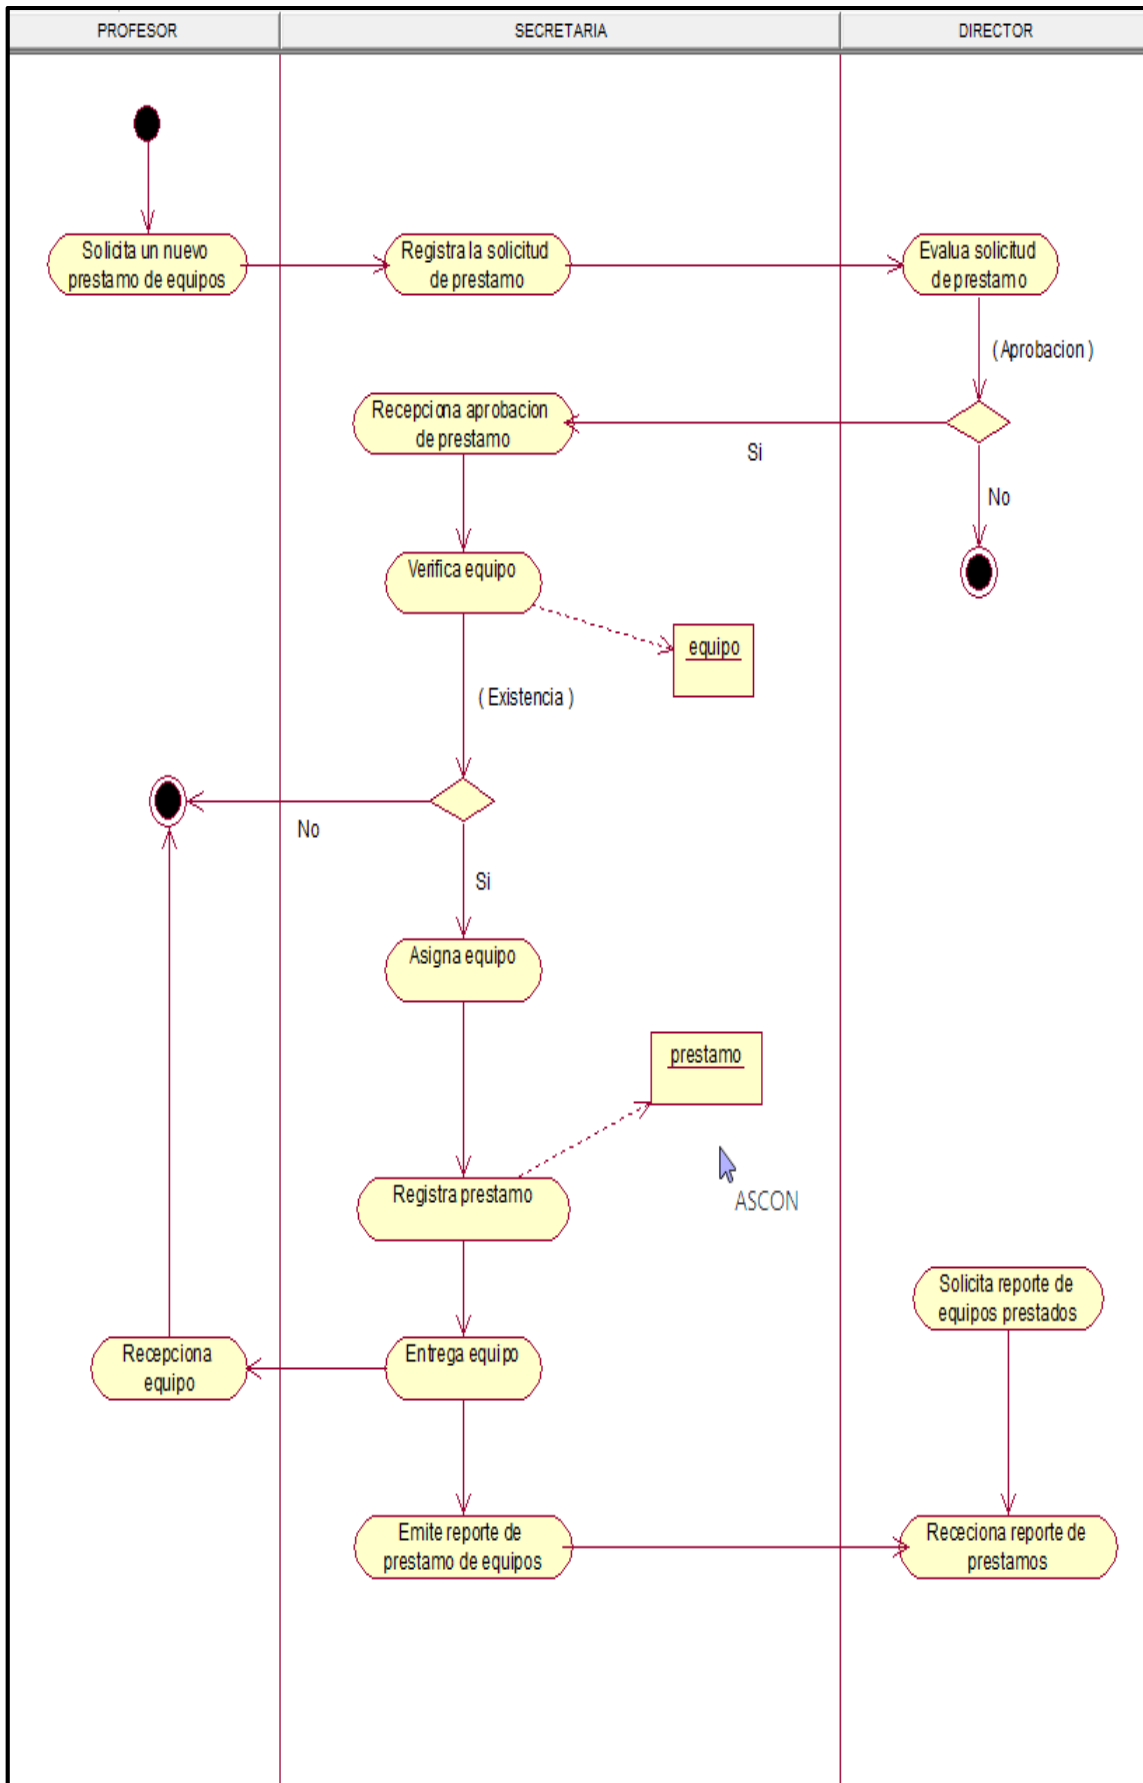 PROFESOR
SECRETARIA
DIRECTOR
Solicita un nuevo
prestamo de equipos
Registra la solicitud
de prestamo
Evalua solicitud
de prestamo
( Aprobacion )
Recepciona aprobacion
de prestamo
Si
No
Verifica equipo
equipo
( Existencia )
No
Si
Asigna equipo
prestamo
Registra prestamo
ASCON
Solicita reporte de
equipos prestados
Recepciona
equipo
Entrega equipo
Emite reporte de
prestamo de equipos
Receciona reporte de
prestamos